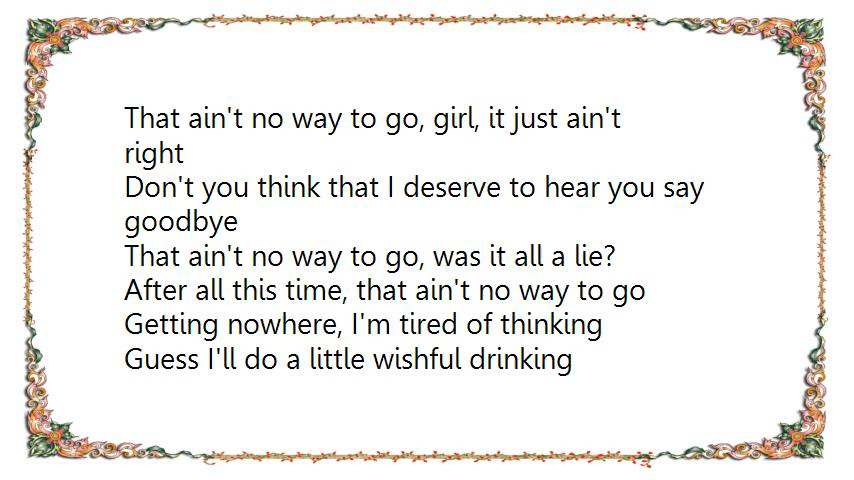 That ain't no way to go, girl, it just ain't
right
Don't you think that I deserve to hear you say
goodbye
That ain't no way to go, was it all a lie?
After all this time, that ain't no way to go
Getting nowhere, I'm tired of thinking
Guess I'll do a little wishful drinking